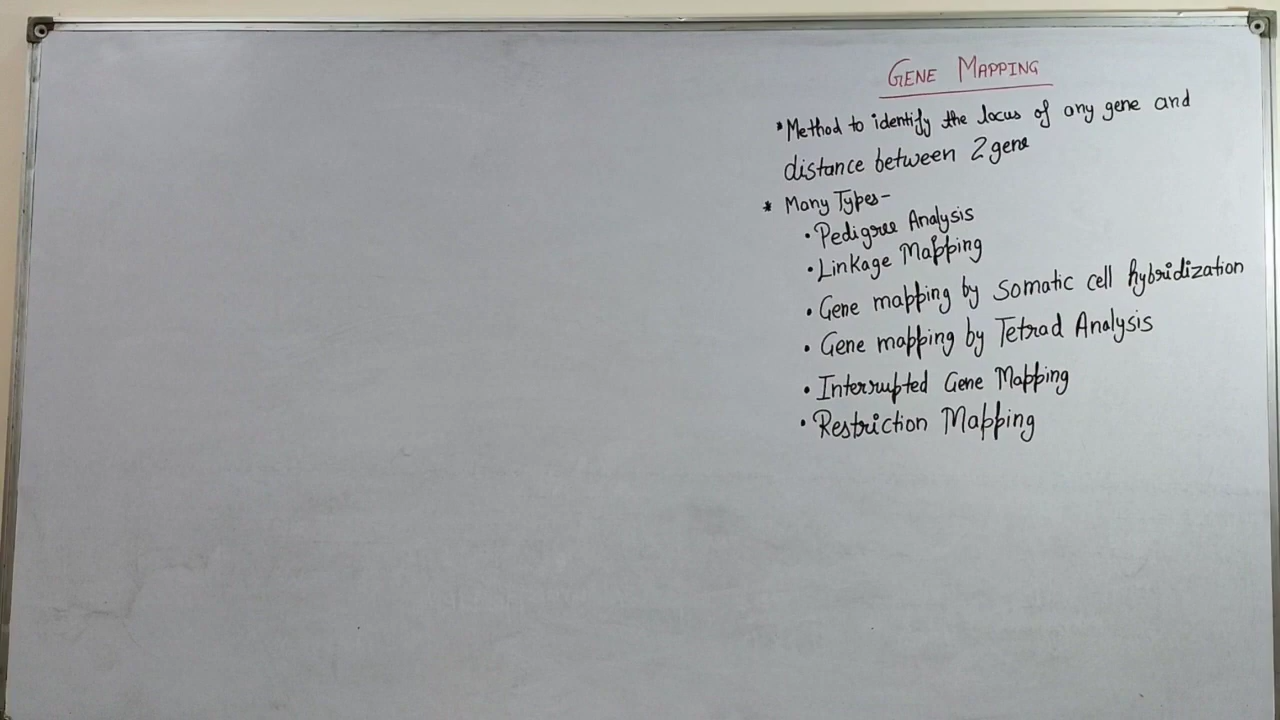 GENE MAPPING
* Method to identify the locus of any gene and
distance between 2 gene
* Many Types-
• Pedigree Analysis
• Linkage Mapping
• Gene mapping by Somatic cell hybridization
• Gene mapping by Tetrad Analysis
• Interrupted Gene Mapping
• Restriction Mapping